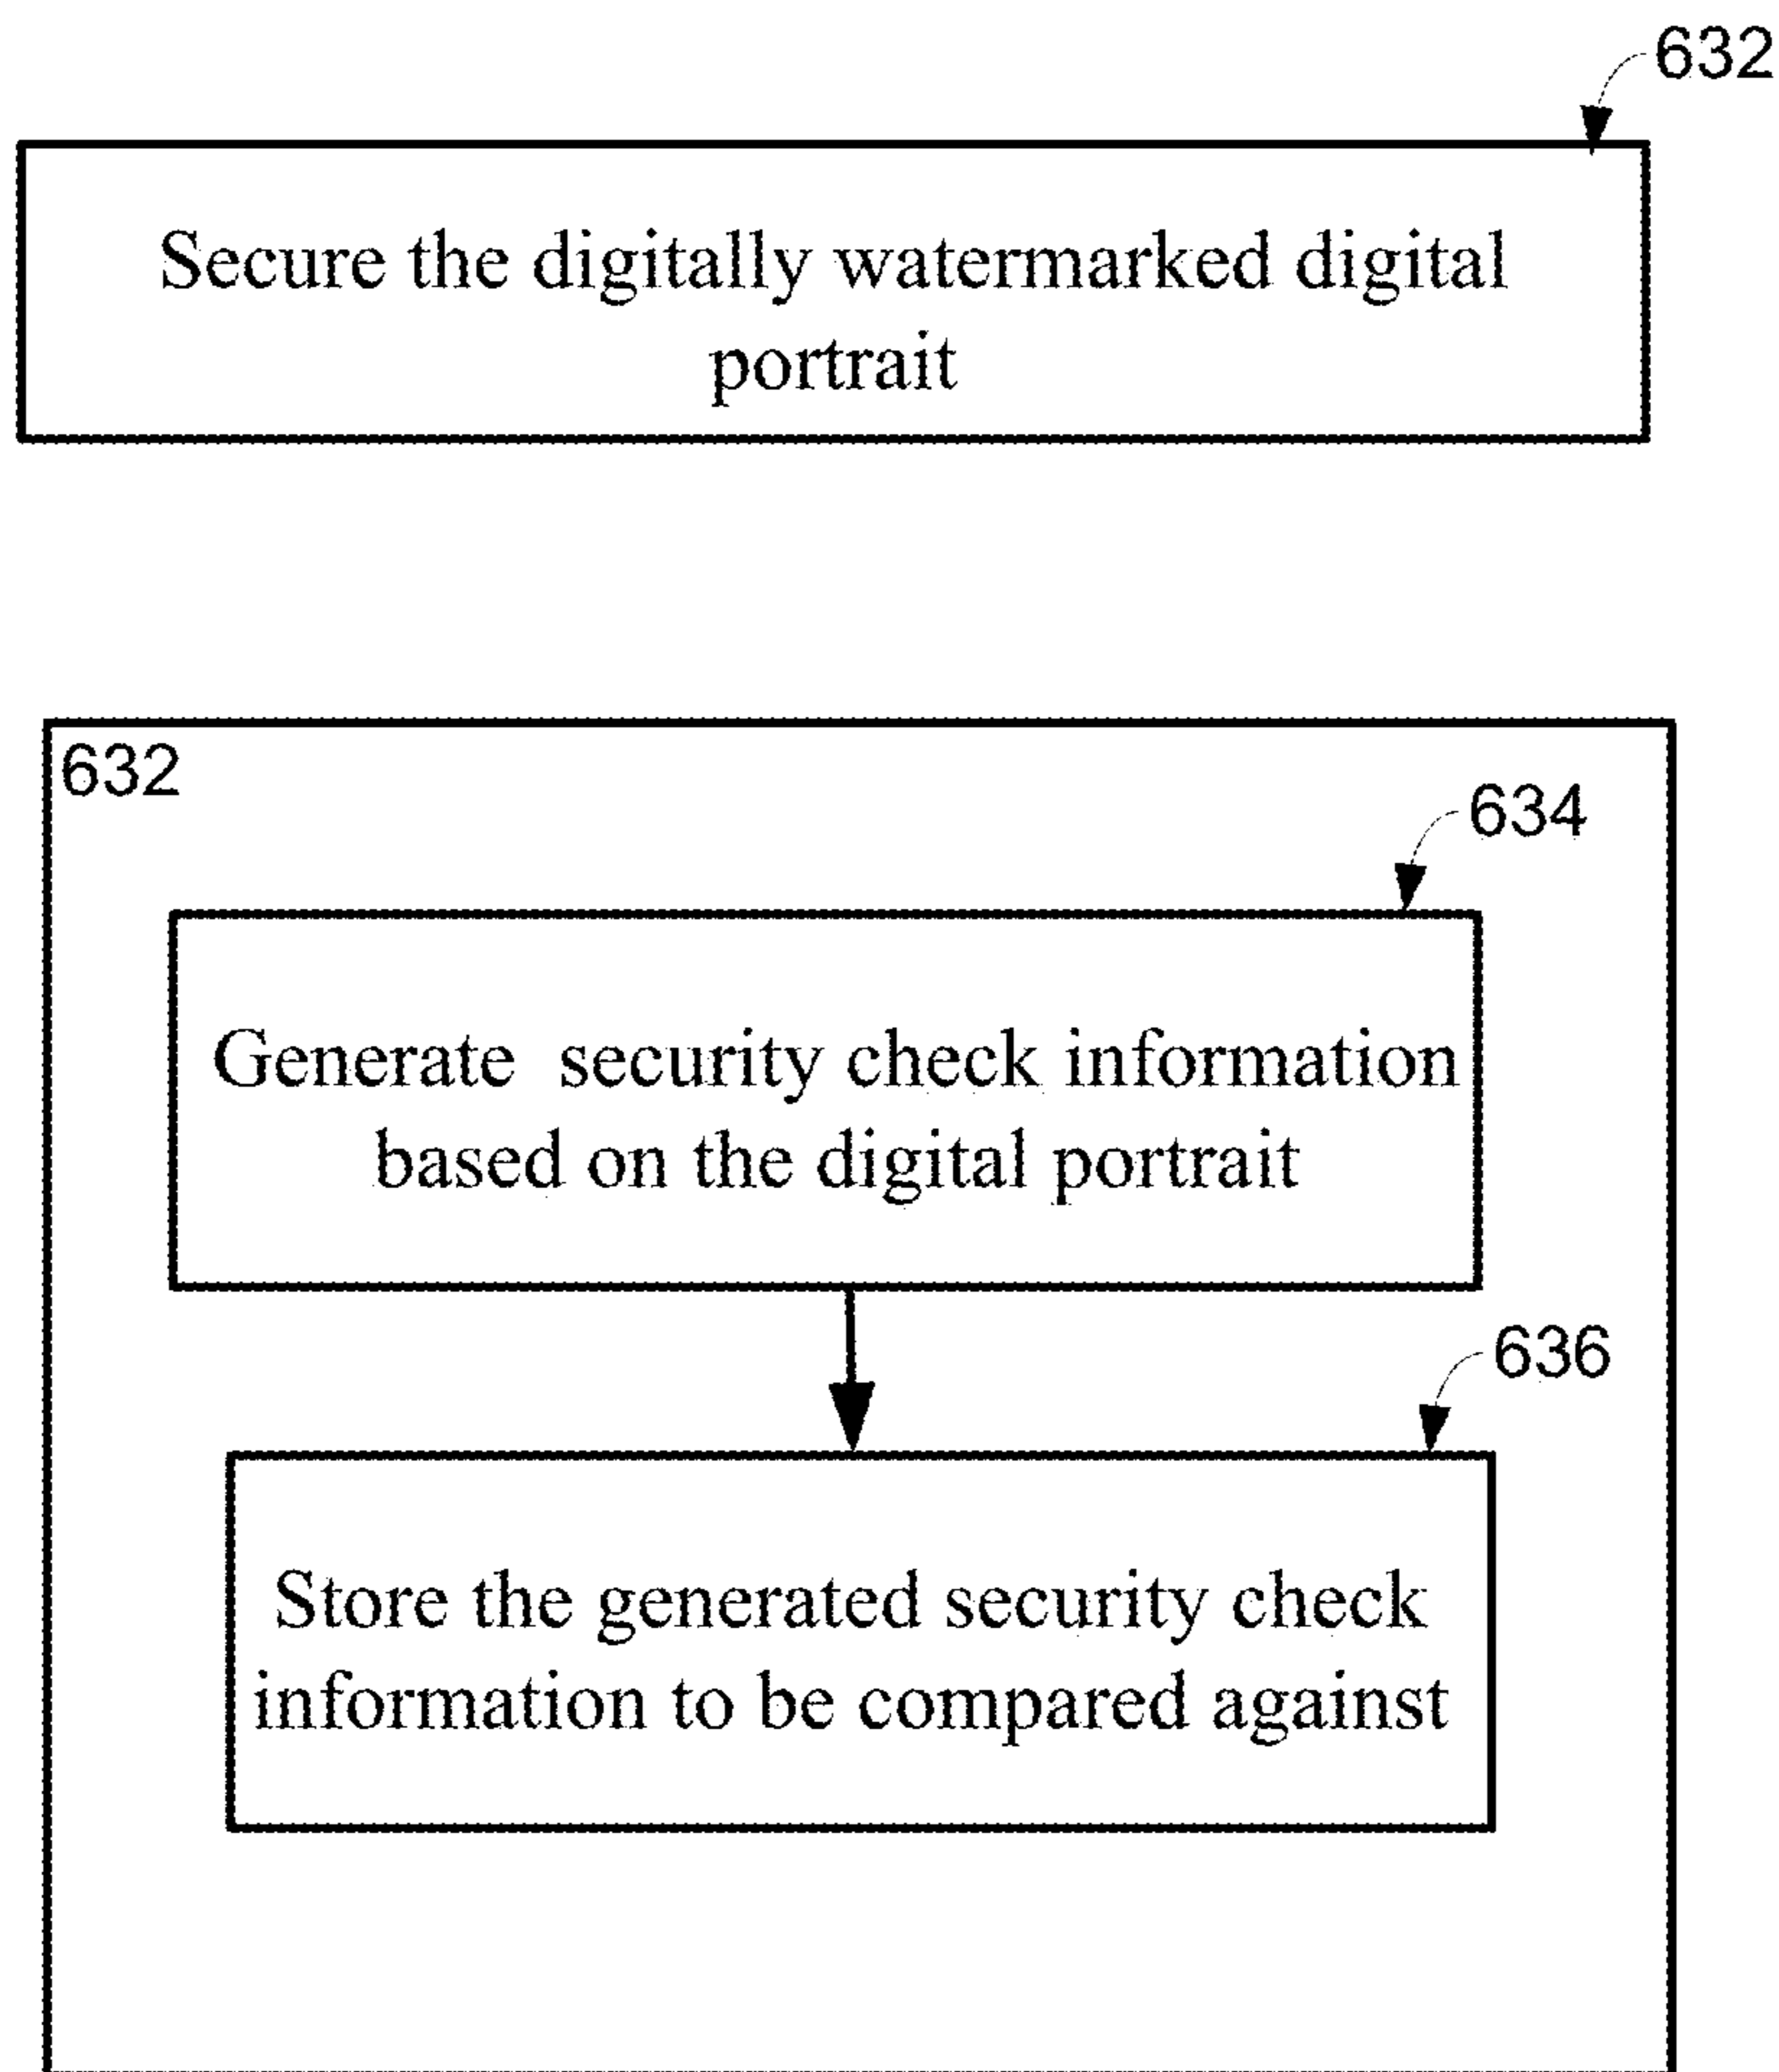 632
Secure the digitally watermarked digital
portrait
632
634
Generate security check information
based on the digital portrait
636
Store the generated security check
information to be compared against